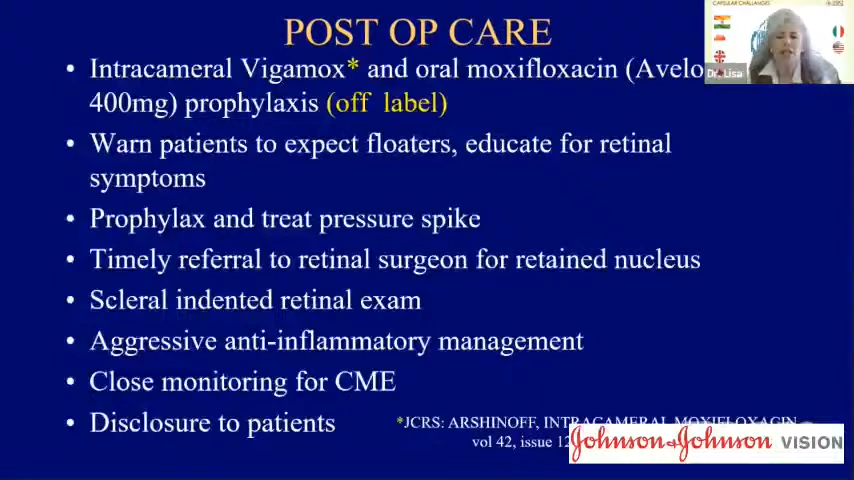 CAPSULAR CHALLANGES
POST OP CARE
• Intracameral Vigamox* and oral moxifloxacin (Avelo
400mg) prophylaxis (off label)
Dr. Lisa
• Warn patients to expect floaters, educate for retinal
symptoms
• Prophylax and treat pressure spike
• Timely referral to retinal surgeon for retained nucleus
• Scleral indented retinal exam
• Aggressive anti-inflammatory management
• Close monitoring for CME
• Disclosure to patients
*JCRS: ARSHINOFF, INTRACAMERAL MOXIFLOXACIN
vol 42, issue 12
Johnson & Johnson VISION